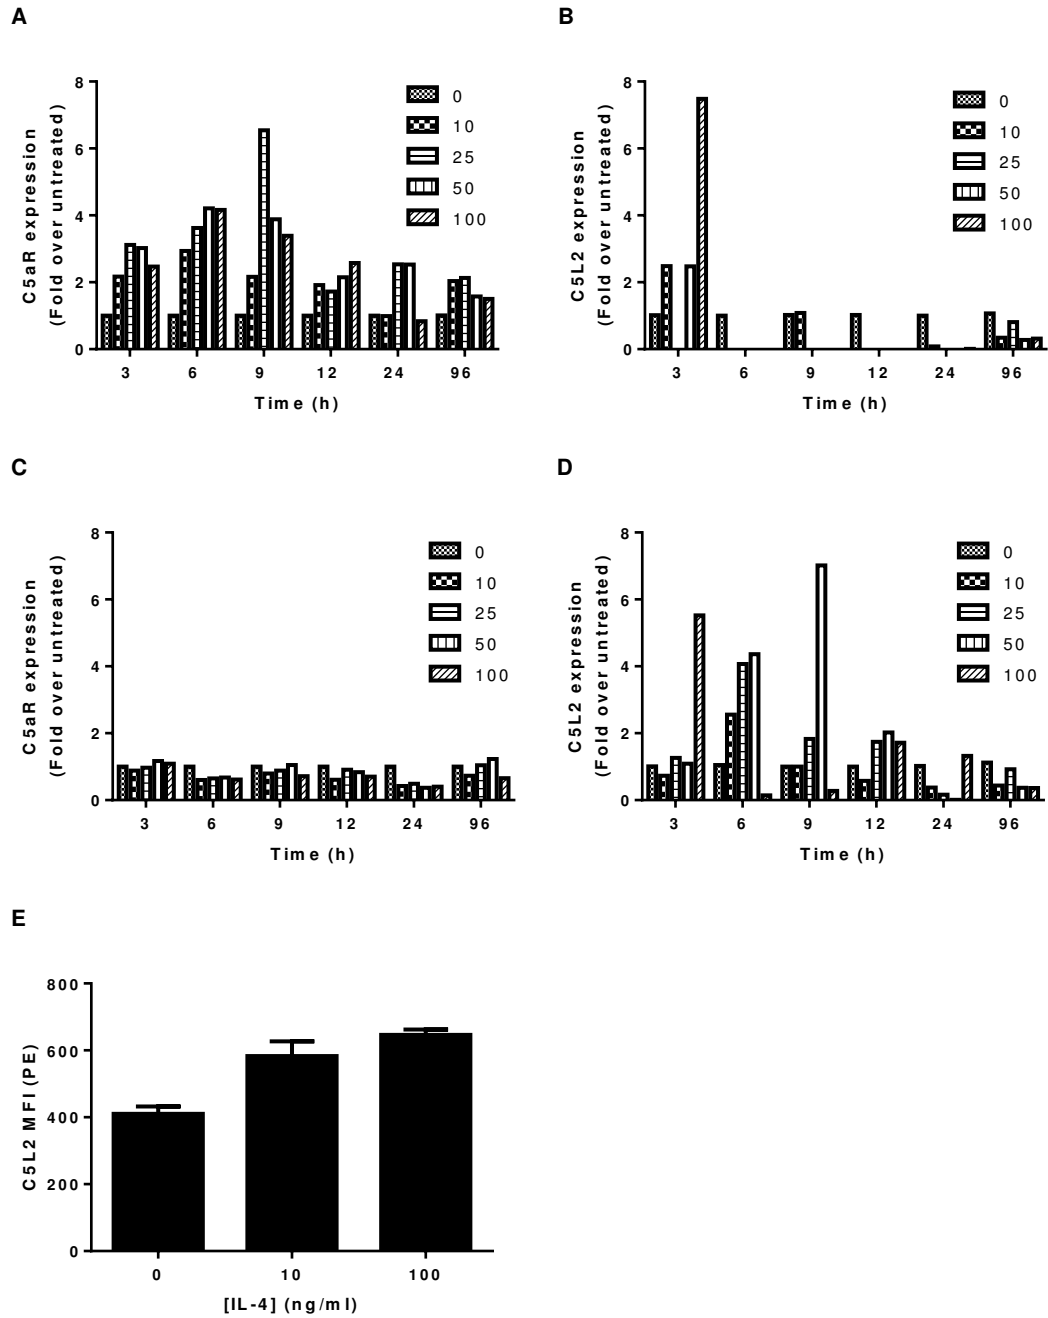 A
B
C5aR expression
(Fold over untreated)
8
6
4
2
0
3 6 9 12 24 96
Time (h)
0
10
25
50
100
C5L2 expression
(Fold over untreated)
8
6
4
2
0
3 6 9 12 24 96
Time (h)
0
10
25
50
100
C
D
C5aR expression
(Fold over untreated)
8
6
4
2
0
3 6 9 12 24 96
Time (h)
0
10
25
50
100
C5L2 expression
(Fold over untreated)
8
6
4
2
0
3 6 9 12 24 96
Time (h)
0
10
25
50
100
E
C5L2 MFI (PE)
800
600
400
200
0
0 10 100
[IL-4] (ng/ml)